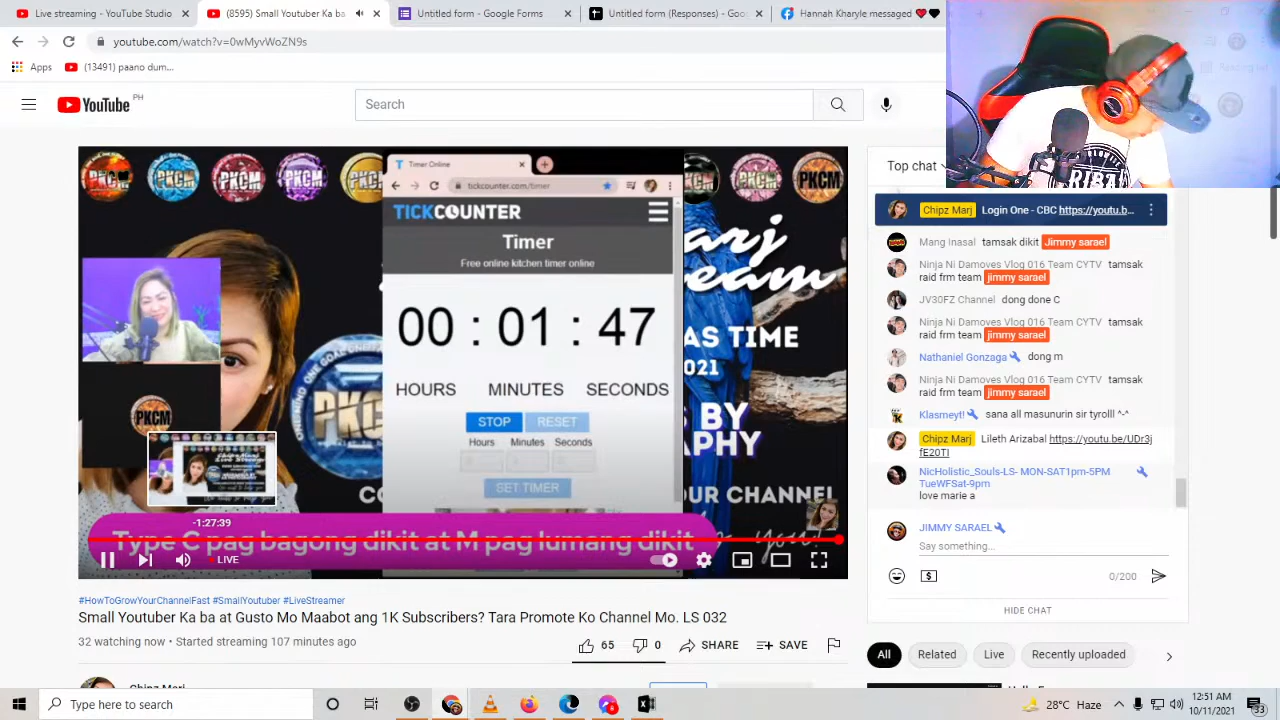 Live streaming - YouTube Studio
(8595) Small Youtuber Ka ba
Untitled form - Google Forms
Untitled form (Responses) - Goo
Hannah Kharyle messaged
youtube.com/watch?v=0wMyvWoZN9s
Apps
(13491) paano dum...
YouTube PH
Search
Timer Online
tickcounter.com/timer
TICKCOUNTER
Timer
Free online kitchen timer online
00 : 01 : 47
HOURS MINUTES SECONDS
STOP RESET
Hours Minutes Seconds
SET TIMER
PKCM
PKCM
PKCM
PKCM
PKCM
PKCM
PKCM
AS TIME
021
S BY
PHY
OUR CHANNEL
-1:27:39
Type C pag bagong dikit at M pag lumang dikit
LIVE
#HowToGrowYourChannelFast #SmallYoutuber #LiveStreamer
Small Youtuber Ka ba at Gusto Mo Maabot ang 1K Subscribers? Tara Promote Ko Channel Mo. LS 032
32 watching now • Started streaming 107 minutes ago
65 0 SHARE SAVE
Chipz Marj
Top chat
Chipz Marj Login One - CBC https://youtu.b...
Mang Inasal tamsak dikit Jimmy sarael
Ninja Ni Damoves Vlog 016 Team CYTV tamsak
raid frm team jimmy sarael
JV30FZ Channel dong done C
Ninja Ni Damoves Vlog 016 Team CYTV tamsak
raid frm team jimmy sarael
Nathaniel Gonzaga dong m
Ninja Ni Damoves Vlog 016 Team CYTV tamsak
raid frm team jimmy sarael
Klasmeyt! sana all masunurin sir tyrolll ^-^
Chipz Marj Lileth Arizabal https://youtu.be/UDr3j
fE20TI
NicHolistic_Souls-LS- MON-SAT1pm-5PM
TueWFSat-9pm
love marie a
JIMMY SARAEL
Say something...
0/200
HIDE CHAT
All Related Live Recently uploaded
Type here to search
28°C Haze
12:51 AM
10/11/2021
33